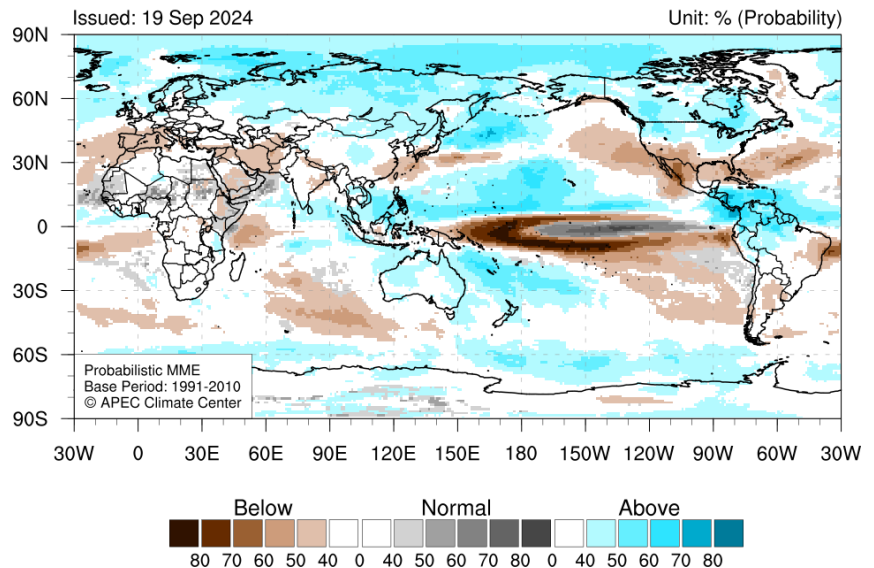 Issued: 19 Sep 2024 Unit: % (Probability)
90N
60N
30N
0
30S
60S
90S
Probabilistic MME
Base Period: 1991-2010
© APEC Climate Center
30W 0 30E 60E 90E 120E 150E 180 150W 120W 90W 60W 30W
Below Normal Above
80 70 60 50 40 0 40 50 60 70 80 0 40 50 60 70 80